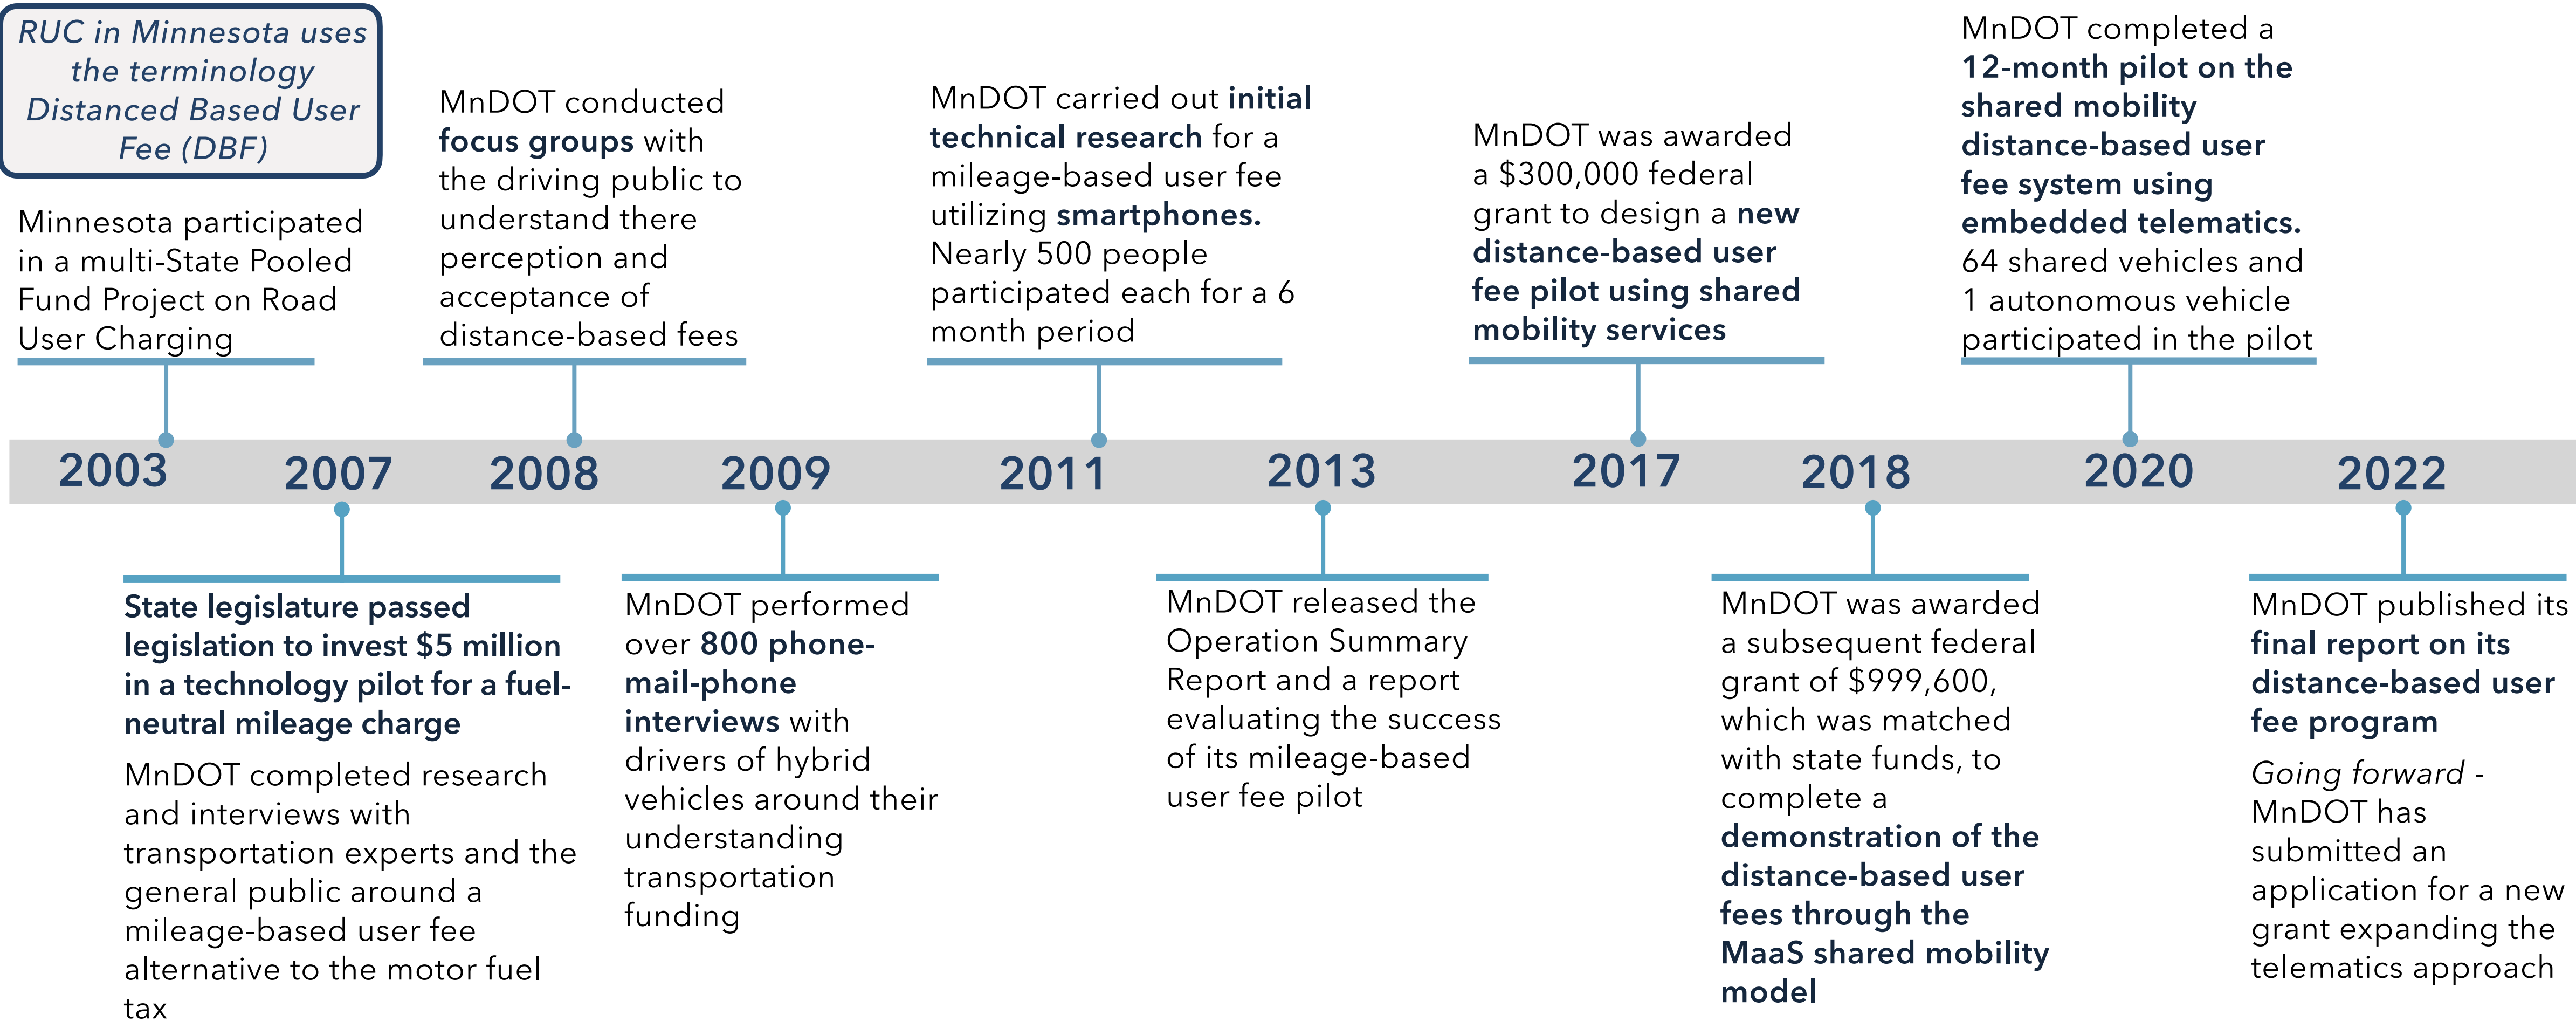 RUC in Minnesota uses
the terminology
Distanced Based User
Fee (DBF)
Minnesota participated
in a multi-State Pooled
Fund Project on Road
User Charging
MnDOT conducted
focus groups with
the driving public to
understand there
perception and
acceptance of
distance-based fees
MnDOT carried out initial
technical research for a
mileage-based user fee
utilizing smartphones.
Nearly 500 people
participated each for a 6
month period
MnDOT was awarded
a $300,000 federal
grant to design a new
distance-based user
fee pilot using shared
mobility services
MnDOT completed a
12-month pilot on the
shared mobility
distance-based user
fee system using
embedded telematics.
64 shared vehicles and
1 autonomous vehicle
participated in the pilot
2003 2007 2008 2009 2011 2013 2017 2018 2020 2022
State legislature passed
legislation to invest $5 million
in a technology pilot for a fuel-
neutral mileage charge
MnDOT completed research
and interviews with
transportation experts and the
general public around a
mileage-based user fee
alternative to the motor fuel
tax
MnDOT performed
over 800 phone-
mail-phone
interviews with
drivers of hybrid
vehicles around their
understanding
transportation
funding
MnDOT released the
Operation Summary
Report and a report
evaluating the success
of its mileage-based
user fee pilot
MnDOT was awarded
a subsequent federal
grant of $999,600,
which was matched
with state funds, to
complete a
demonstration of the
distance-based user
fees through the
MaaS shared mobility
model
MnDOT published its
final report on its
distance-based user
fee program
Going forward -
MnDOT has
submitted an
application for a new
grant expanding the
telematics approach